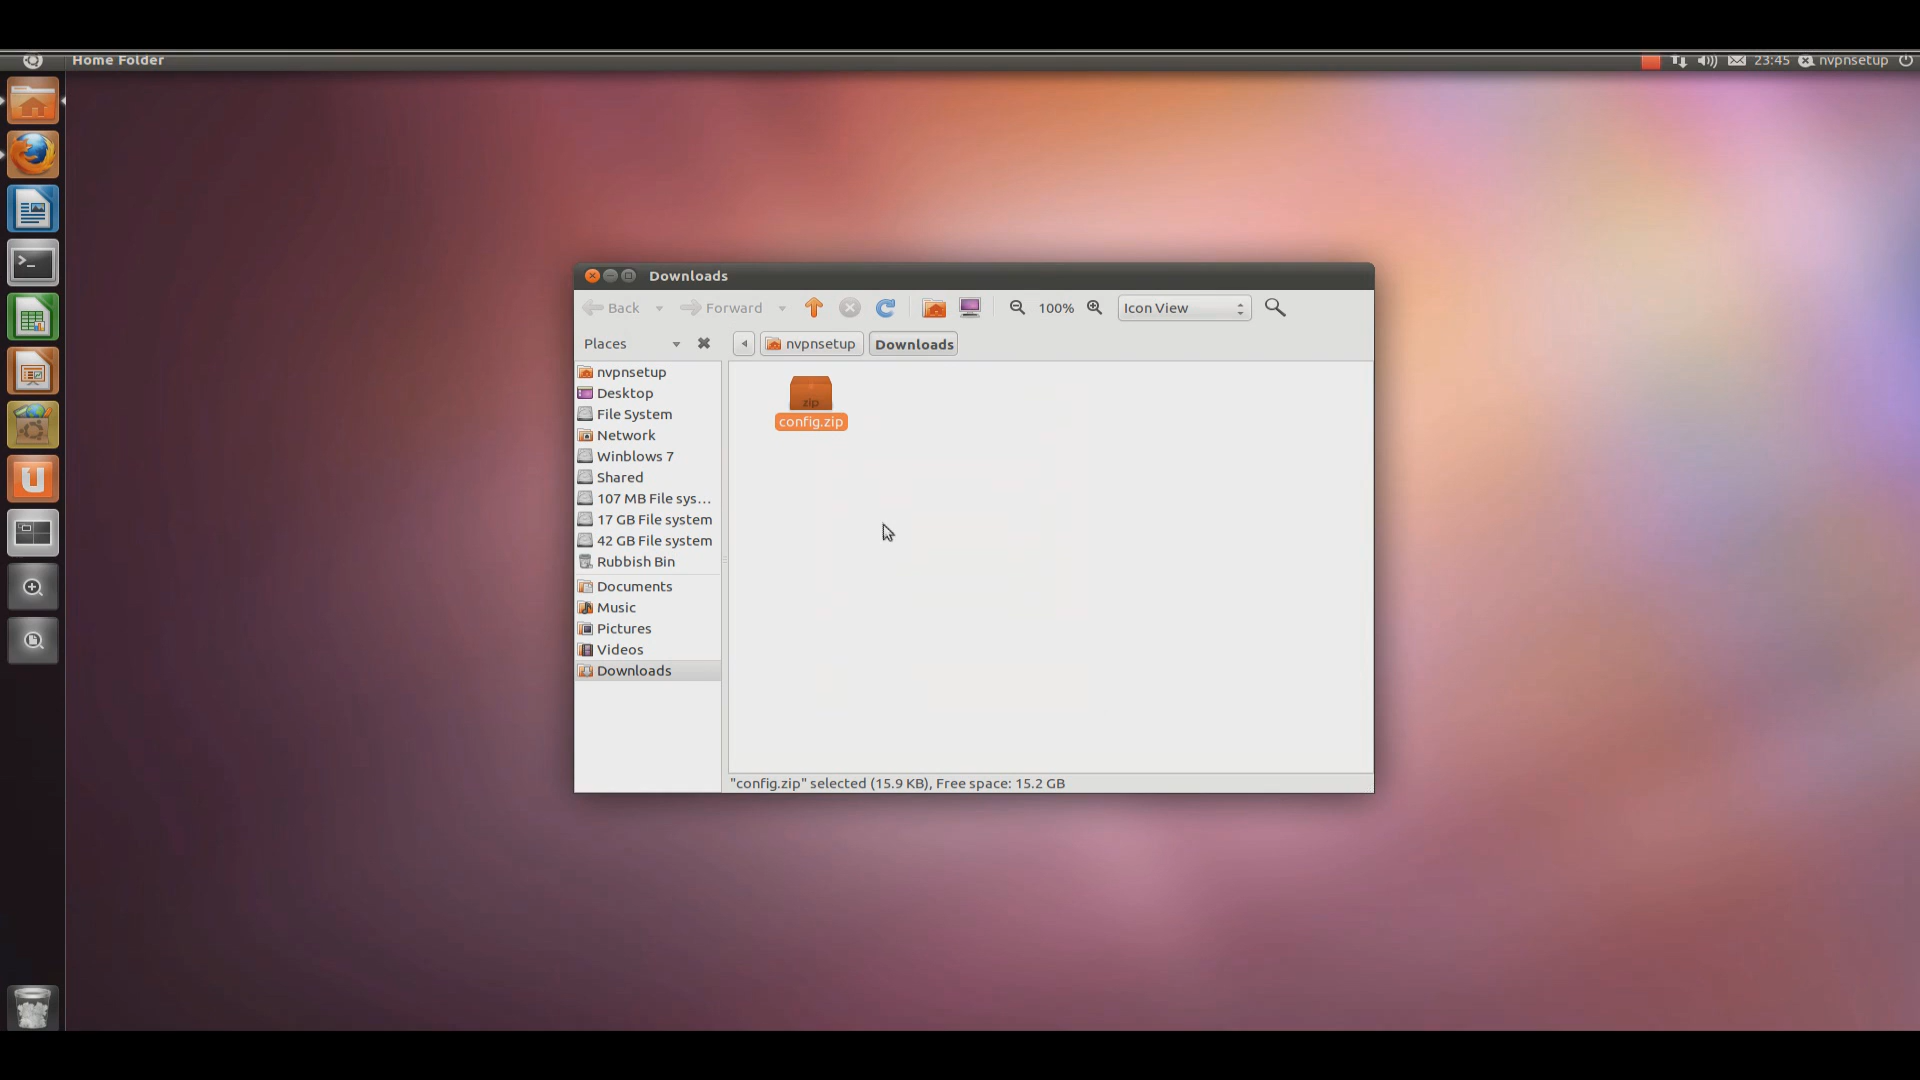 Home Folder
23:45
nvpnsetup
Downloads
Back
Forward
100%
Icon View
Places
nvpnsetup
Downloads
nvpnsetup
Desktop
File System
Network
Winblows 7
Shared
107 MB File sys...
17 GB File system
42 GB File system
Rubbish Bin
Documents
Music
Pictures
Videos
Downloads
zip
config.zip
"config.zip" selected (15.9 KB), Free space: 15.2 GB